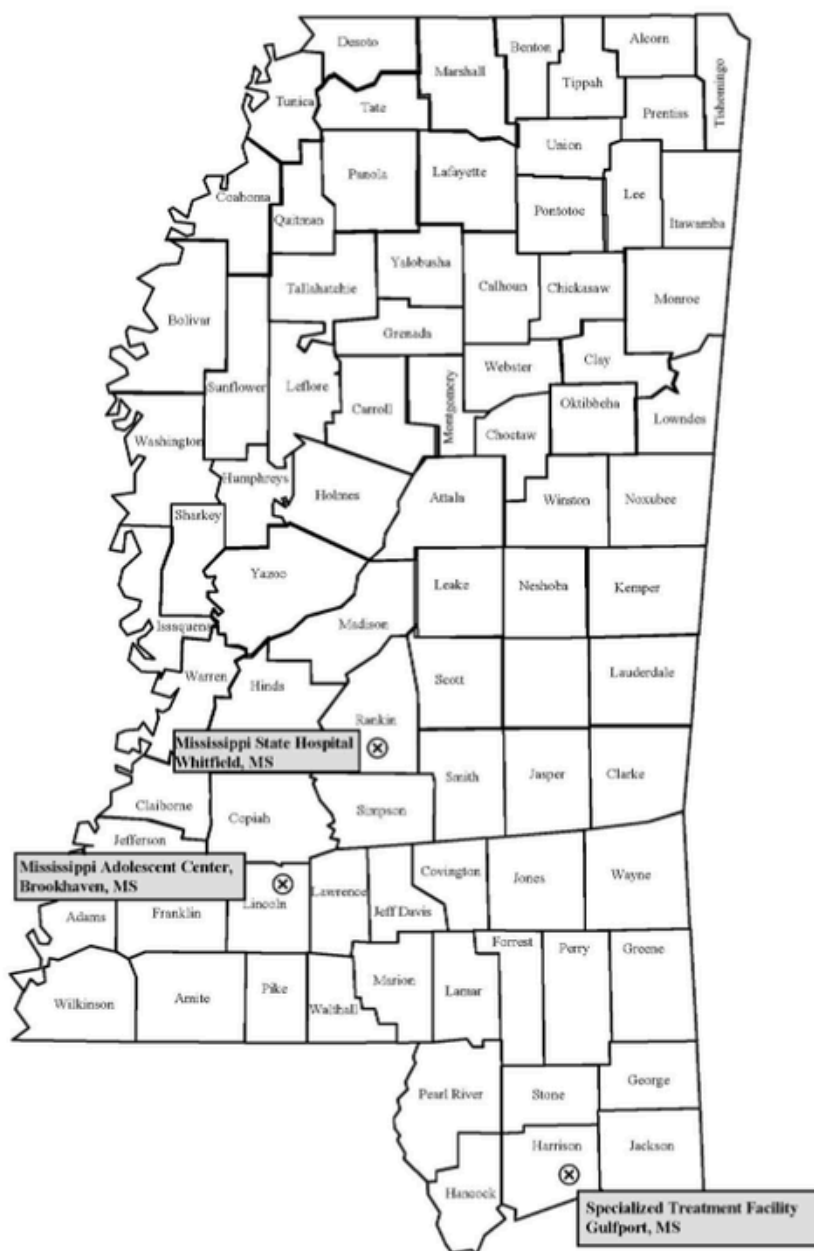 Desoto
Marshall
Benton
Tippah
Alcorn
Tishomingo
Tunica
Tate
Prentiss
Union
Panola
Lafayette
Lee
Coahoma
Quitman
Pontotoc
Itawamba
Yalobusha
Tallahatchie
Calhoun
Chickasaw
Monroe
Bolivar
Grenada
Webster
Clay
Sunflower
Leflore
Carroll
Montgomery
Oktibbeha
Lowndes
Washington
Choctaw
Humphreys
Holmes
Attala
Winston
Noxubee
Sharkey
Yazoo
Leake
Neshoba
Kemper
Issaquena
Madison
Warren
Hinds
Scott
Lauderdale
Rankin
Mississippi State Hospital
Whitfield, MS
Smith
Jasper
Clarke
Claiborne
Copiah
Simpson
Jefferson
Mississippi Adolescent Center,
Brookhaven, MS
Lincoln
Lawrence
Covington
Jones
Wayne
Adams
Franklin
Jeff Davis
Forrest
Perry
Greene
Wilkinson
Amite
Pike
Walthall
Marion
Lamar
Pearl River
Stone
George
Harrison
Jackson
Hancock
Specialized Treatment Facility
Gulfport, MS